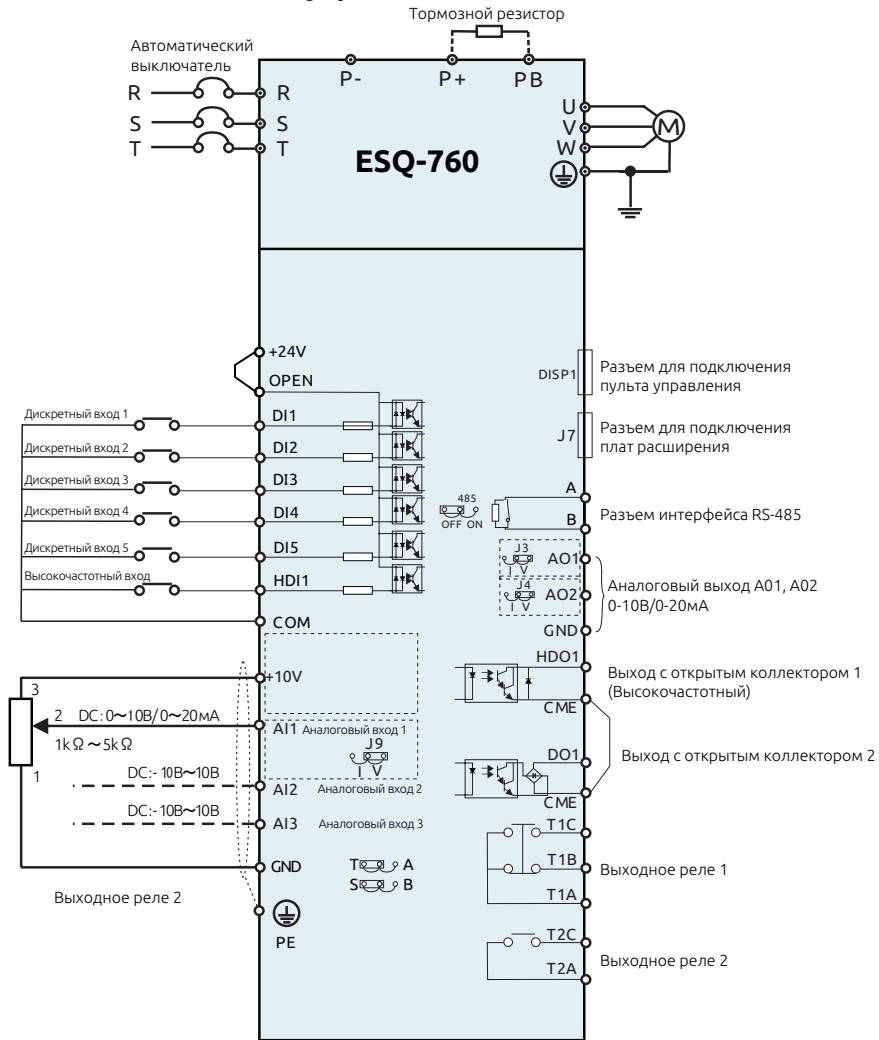 Тормозной резистор
Автоматический
выключатель
P-
P+
PB
R
R
S
S
T
T
U
V
W
M
ESQ-760
+24V
OPEN
DISP1
Разъем для подключения
пульта управления
Дискретный вход 1
DI1
J7
Разъем для подключения
плат расширения
Дискретный вход 2
DI2
Дискретный вход 3
DI3
Дискретный вход 4
DI4
485
OFF ON
A
B
Разъем интерфейса RS-485
Дискретный вход 5
DI5
J3
I V
AO1
Высокочастотный вход
HDI1
J4
I V
AO2
Аналоговый выход A01, A02
0-10В/0-20мА
COM
GND
+10V
HDO1
Выход с открытым коллектором 1
(Высокочастотный)
CME
3
2 DC: 0~10В/0~20мА
1kΩ~5kΩ
1
AI1
Аналоговый вход 1
J9
I V
DO1
Выход с открытым коллектором 2
CME
DC:-10В~10В
AI2
Аналоговый вход 2
DC:-10В~10В
AI3
Аналоговый вход 3
T1C
T1B
Выходное реле 1
T1A
GND
T A
S B
Выходное реле 2
PE
T2C
Выходное реле 2
T2A